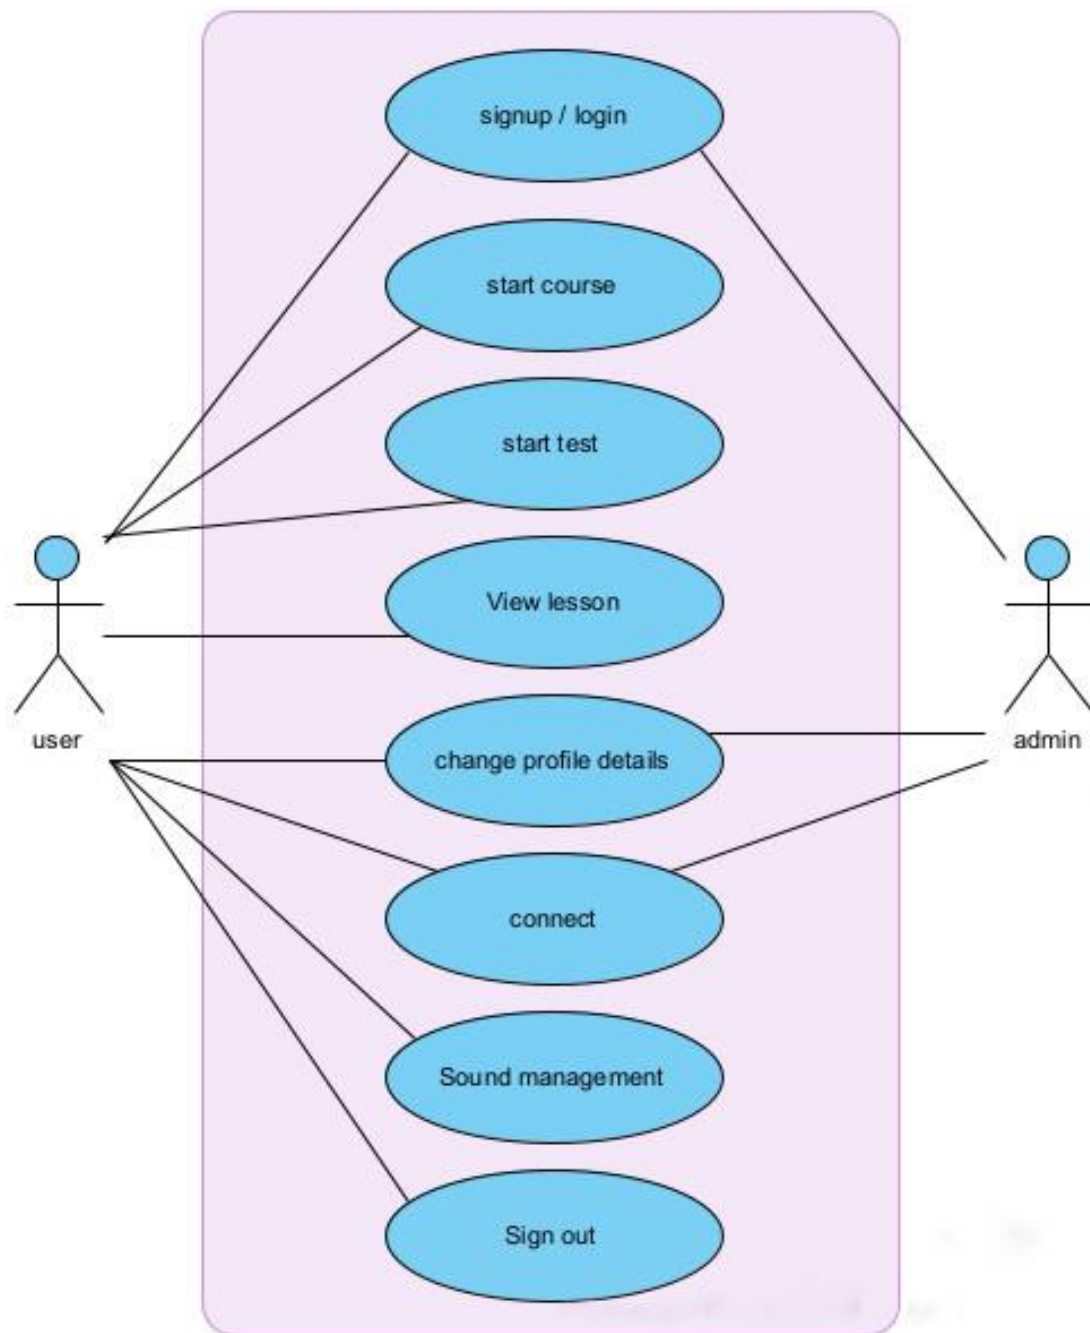 signup / login
start course
start test
View lesson
user
admin
change profile details
connect
Sound management
Sign out